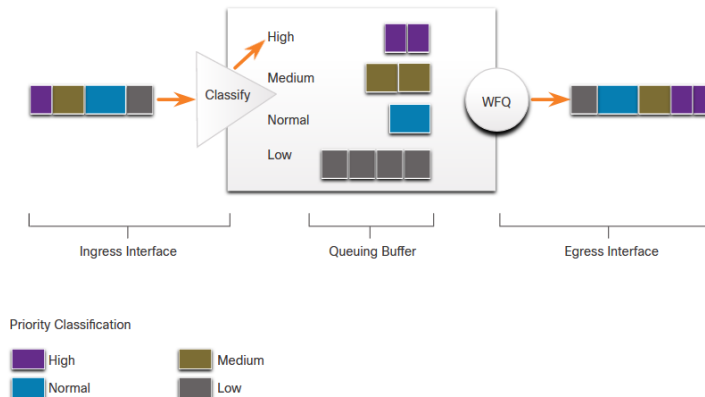 High
Medium
Classify
WFQ
Normal
Low
Ingress Interface
Queuing Buffer
Egress Interface
Priority Classification
High
Medium
Normal
Low